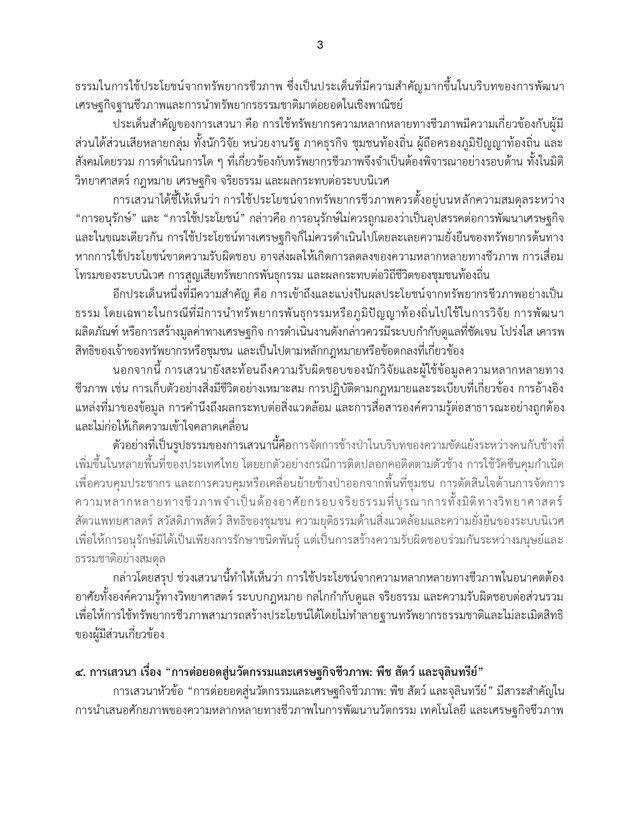 3
ธรรมในการใช้ประโยชน์จากทรัพยากรชีวภาพ ซึ่งเป็นประเด็นที่มีความสำคัญมากขึ้นในบริบทของการพัฒนา
เศรษฐกิจฐานชีวภาพและการนำทรัพยากรธรรมชาติมาต่อยอดในเชิงพาณิชย์
ประเด็นสำคัญของการเสวนา คือ การใช้ทรัพยากรความหลากหลายทางชีวภาพมีความเกี่ยวข้องกับผู้มี
ส่วนได้ส่วนเสียหลายกลุ่ม ทั้งนักวิจัย หน่วยงานรัฐ ภาคธุรกิจ ชุมชนท้องถิ่น ผู้ถือครองภูมิปัญญาท้องถิ่น และ
สังคมโดยรวม การดำเนินการใด ๆ ที่เกี่ยวข้องกับทรัพยากรชีวภาพจึงจำเป็นต้องพิจารณาอย่างรอบด้าน ทั้งในมิติ
วิทยาศาสตร์ กฎหมาย เศรษฐกิจ จริยธรรม และผลกระทบต่อระบบนิเวศ
การเสวนาได้ชี้ให้เห็นว่า การใช้ประโยชน์จากทรัพยากรชีวภาพควรตั้งอยู่บนหลักความสมดุลระหว่าง
“การอนุรักษ์” และ “การใช้ประโยชน์” กล่าวคือ การอนุรักษ์ไม่ควรถูกมองว่าเป็นอุปสรรคต่อการพัฒนาเศรษฐกิจ
และในขณะเดียวกัน การใช้ประโยชน์ทางเศรษฐกิจก็ไม่ควรดำเนินไปโดยละเลยความยั่งยืนของทรัพยากรต้นทาง
หากการใช้ประโยชน์ขาดความรับผิดชอบ อาจส่งผลให้เกิดการลดลงของความหลากหลายทางชีวภาพ การเสื่อม
โทรมของระบบนิเวศ การสูญเสียทรัพยากรพันธุกรรม และผลกระทบต่อวิถีชีวิตของชุมชนท้องถิ่น
อีกประเด็นหนึ่งที่มีความสำคัญ คือ การเข้าถึงและแบ่งปันผลประโยชน์จากทรัพยากรชีวภาพอย่างเป็น
ธรรม โดยเฉพาะในกรณีที่มีการนำทรัพยากรพันธุกรรมหรือภูมิปัญญาท้องถิ่นไปใช้ในการวิจัย การพัฒนา
ผลิตภัณฑ์ หรือการสร้างมูลค่าทางเศรษฐกิจ การดำเนินงานดังกล่าวควรมีระบบกำกับดูแลที่ชัดเจน โปร่งใส เคารพ
สิทธิของเจ้าของทรัพยากรหรือชุมชน และเป็นไปตามหลักกฎหมายหรือข้อตกลงที่เกี่ยวข้อง
นอกจากนี้ การเสวนายังสะท้อนถึงความรับผิดชอบของนักวิจัยและผู้ใช้ข้อมูลความหลากหลายทาง
ชีวภาพ เช่น การเก็บตัวอย่างสิ่งมีชีวิตอย่างเหมาะสม การปฏิบัติตามกฎหมายและระเบียบที่เกี่ยวข้อง การอ้างอิง
แหล่งที่มาของข้อมูล การคำนึงถึงผลกระทบต่อสิ่งแวดล้อม และการสื่อสารองค์ความรู้ต่อสาธารณะอย่างถูกต้อง
และไม่ก่อให้เกิดความเข้าใจคลาดเคลื่อน
ตัวอย่างที่เป็นรูปธรรมของการเสวนานี้คือการจัดการช้างป่าในบริบทของความขัดแย้งระหว่างคนกับช้างที่
เพิ่มขึ้นในหลายพื้นที่ของประเทศไทย โดยยกตัวอย่างกรณีการติดปลอกคอติดตามตัวช้าง การใช้วัคซีนคุมกำเนิด
เพื่อควบคุมประชากร และการควบคุมหรือเคลื่อนย้ายช้างป่าออกจากพื้นที่ชุมชน การตัดสินใจด้านการจัดการ
ความหลากหลายทางชีวภาพจำเป็นต้องอาศัยกรอบจริยธรรมที่บูรณาการทั้งมิติทางวิทยาศาสตร์
สัตวแพทยศาสตร์ สวัสดิภาพสัตว์ สิทธิของชุมชน ความยุติธรรมด้านสิ่งแวดล้อมและความยั่งยืนของระบบนิเวศ
เพื่อให้การอนุรักษ์มิได้เป็นเพียงการรักษาชนิดพันธุ์ แต่เป็นการสร้างความรับผิดชอบร่วมกันระหว่างมนุษย์และ
ธรรมชาติอย่างสมดุล
กล่าวโดยสรุป ช่วงเสวนานี้ทำให้เห็นว่า การใช้ประโยชน์จากความหลากหลายทางชีวภาพในอนาคตต้อง
อาศัยทั้งองค์ความรู้ทางวิทยาศาสตร์ ระบบกฎหมาย กลไกกำกับดูแล จริยธรรม และความรับผิดชอบต่อส่วนรวม
เพื่อให้การใช้ทรัพยากรชีวภาพสามารถสร้างประโยชน์ได้โดยไม่ทำลายฐานทรัพยากรธรรมชาติและไม่ละเมิดสิทธิ
ของผู้มีส่วนเกี่ยวข้อง
๔. การเสวนา เรื่อง “การต่อยอดสู่นวัตกรรมและเศรษฐกิจชีวภาพ: พืช สัตว์ และจุลินทรีย์”
การเสวนาหัวข้อ “การต่อยอดสู่นวัตกรรมและเศรษฐกิจชีวภาพ: พืช สัตว์ และจุลินทรีย์” มีสาระสำคัญใน
การนำเสนอศักยภาพของความหลากหลายทางชีวภาพในการพัฒนานวัตกรรม เทคโนโลยี และเศรษฐกิจชีวภาพ